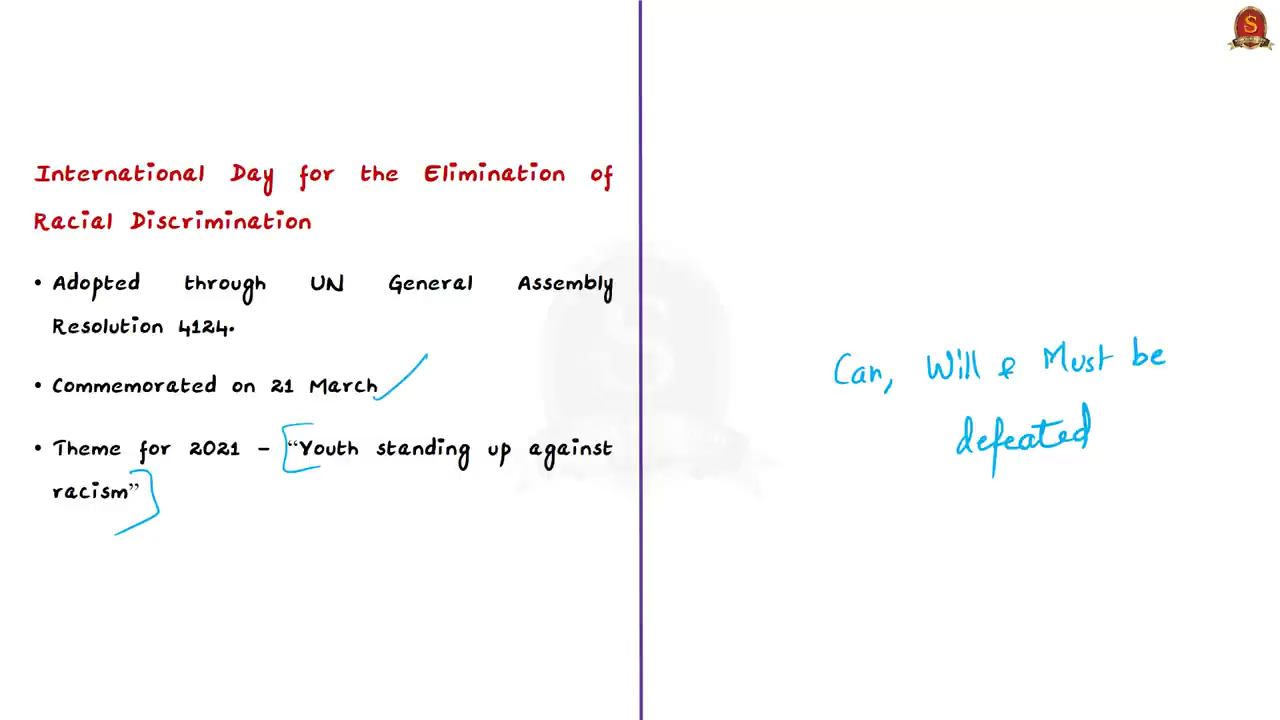 International Day for the Elimination of
Racial Discrimination
• Adopted through UN General Assembly
Resolution 4124.
• Commemorated on 21 March
• Theme for 2021 – “Youth standing up against
racism”
Can, Will & Must be
defeated